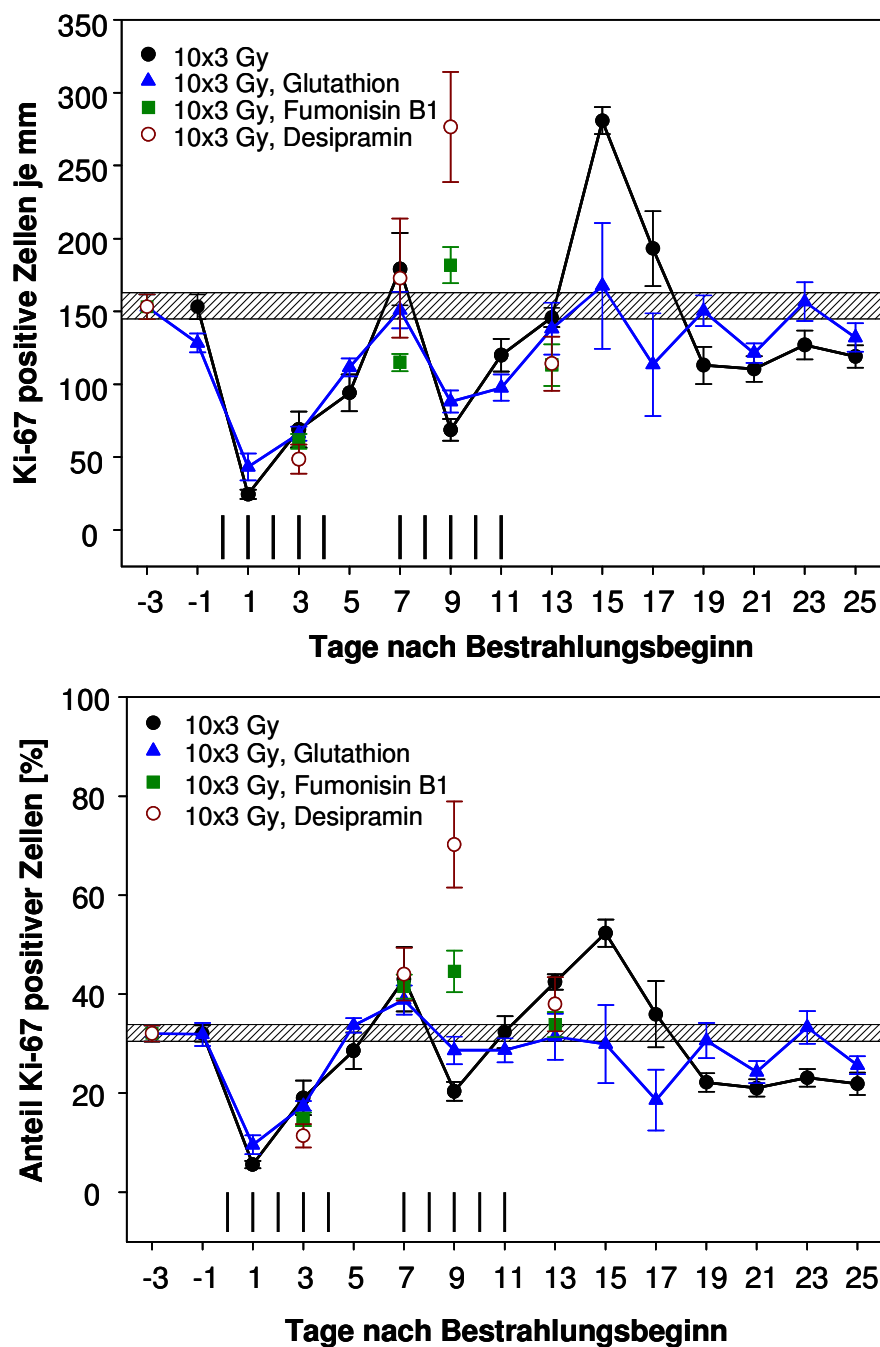 350
300
250
200
150
100
50
0
Ki-67 positive Zellen je mm
10x3 Gy
10x3 Gy, Glutathion
10x3 Gy, Fumonisin B1
10x3 Gy, Desipramin
-3 -1 1 3 5 7 9 11 13 15 17 19 21 23 25
Tage nach Bestrahlungsbeginn
100
80
60
40
20
0
Anteil Ki-67 positiver Zellen [%]
10x3 Gy
10x3 Gy, Glutathion
10x3 Gy, Fumonisin B1
10x3 Gy, Desipramin
-3 -1 1 3 5 7 9 11 13 15 17 19 21 23 25
Tage nach Bestrahlungsbeginn